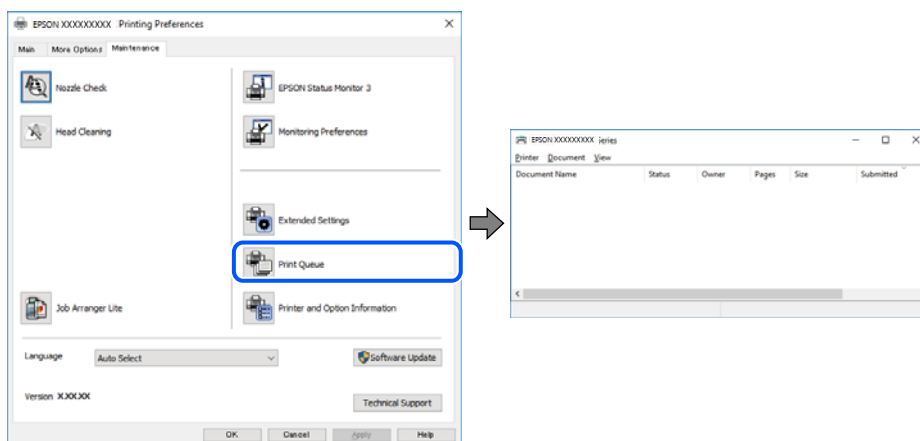 EPSON XXXXXXXXX Printing Preferences
Main More Options Maintenance
Nozzle Check
Head Cleaning
Job Arranger Lite
EPSON Status Monitor 3
Monitoring Preferences
Extended Settings
Print Queue
Printer and Option Information
Language Auto Select Software Update
Version X.XX.XX Technical Support
OK Cancel Apply Help
EPSON XXXXXXXXX ieries
Printer Document View
Document Name Status Owner Pages Size Submitted